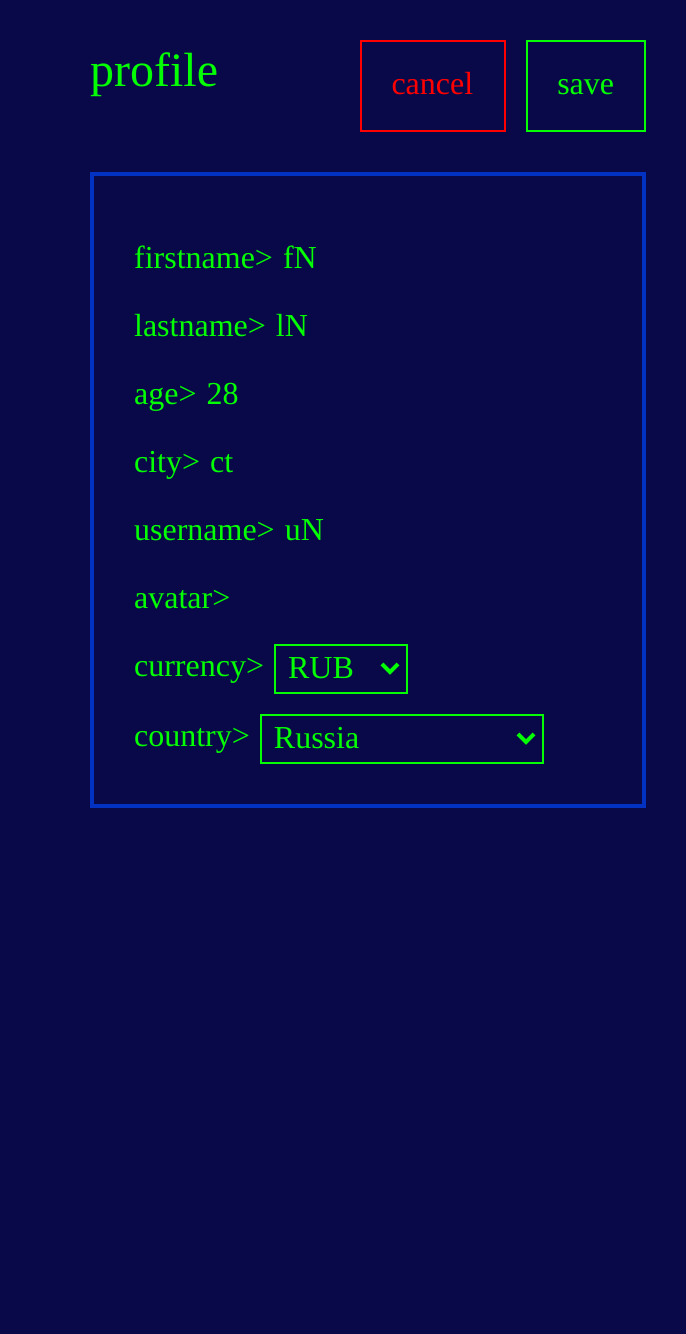 profile
cancel
save
firstname> fN
lastname> lN
age> 28
city> ct
username> uN
avatar>
currency> RUB
country> Russia